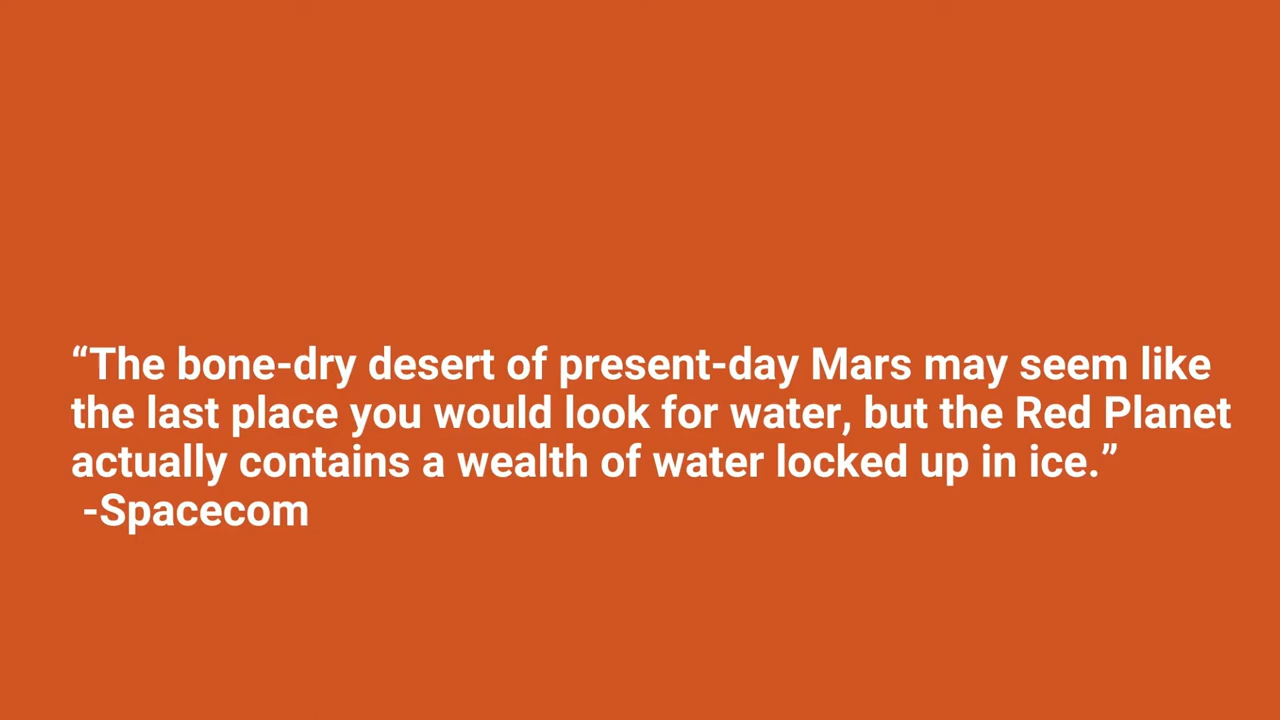 “The bone-dry desert of present-day Mars may seem like
the last place you would look for water, but the Red Planet
actually contains a wealth of water locked up in ice.”
-Spacecom